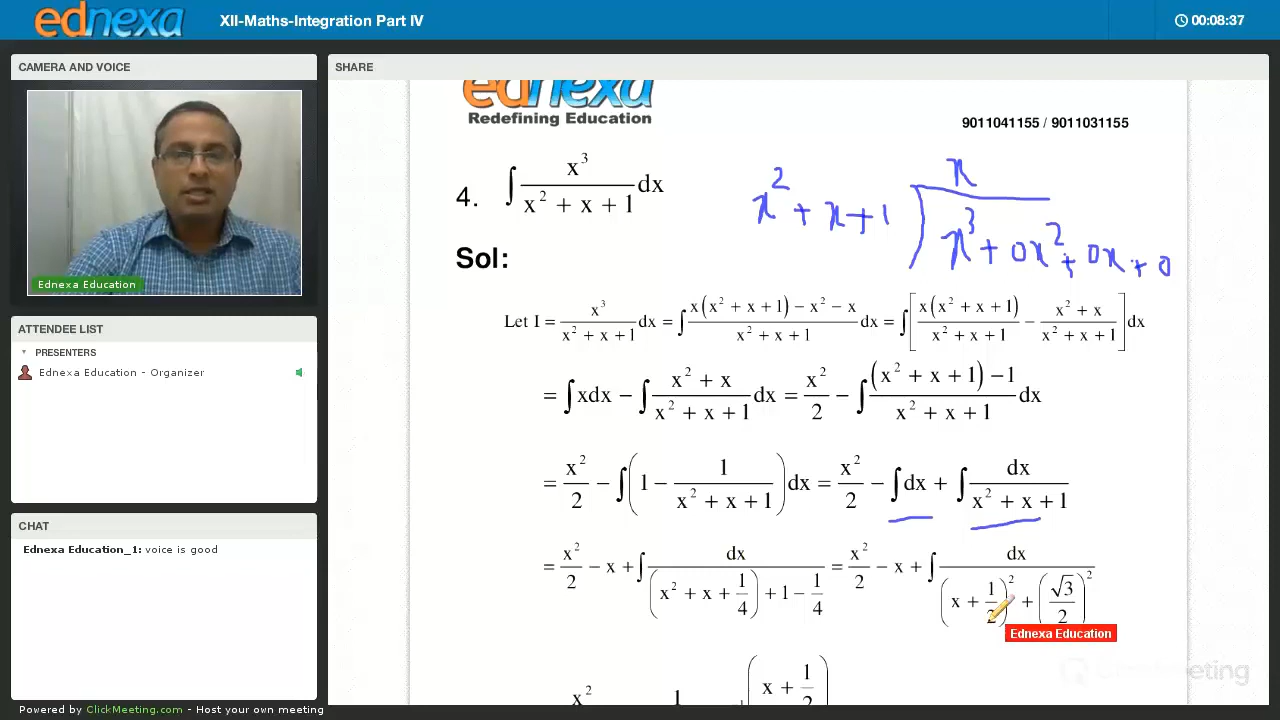 ednexa XII-Maths-Integration Part IV 00:08:37
CAMERA AND VOICE
SHARE
Ednexa Education
ATTENDEE LIST
PRESENTERS
Ednexa Education - Organizer
CHAT
Ednexa Education_1: voice is good
ednexa
Redefining Education
9011041155 / 9011031155
4. ∫ x³/(x² + x + 1) dx
x
x² + x + 1 ) x³ + 0x² + 0x + 0
Sol:
Let I = x³/(x² + x + 1) dx = ∫ (x(x² + x + 1) − x² − x)/(x² + x + 1) dx = ∫ [x(x² + x + 1)/(x² + x + 1) − (x² + x)/(x² + x + 1)] dx
= ∫xdx − ∫ (x² + x)/(x² + x + 1) dx = x²/2 − ∫ ((x² + x + 1) − 1)/(x² + x + 1) dx
= x²/2 − ∫(1 − 1/(x² + x + 1))dx = x²/2 − ∫dx + ∫ dx/(x² + x + 1)
= x²/2 − x + ∫ dx/((x² + x + 1/4) + 1 − 1/4) = x²/2 − x + ∫ dx/((x + 1/2)² + (√3/2)²)
Ednexa Education
Powered by ClickMeeting.com - Host your own meeting